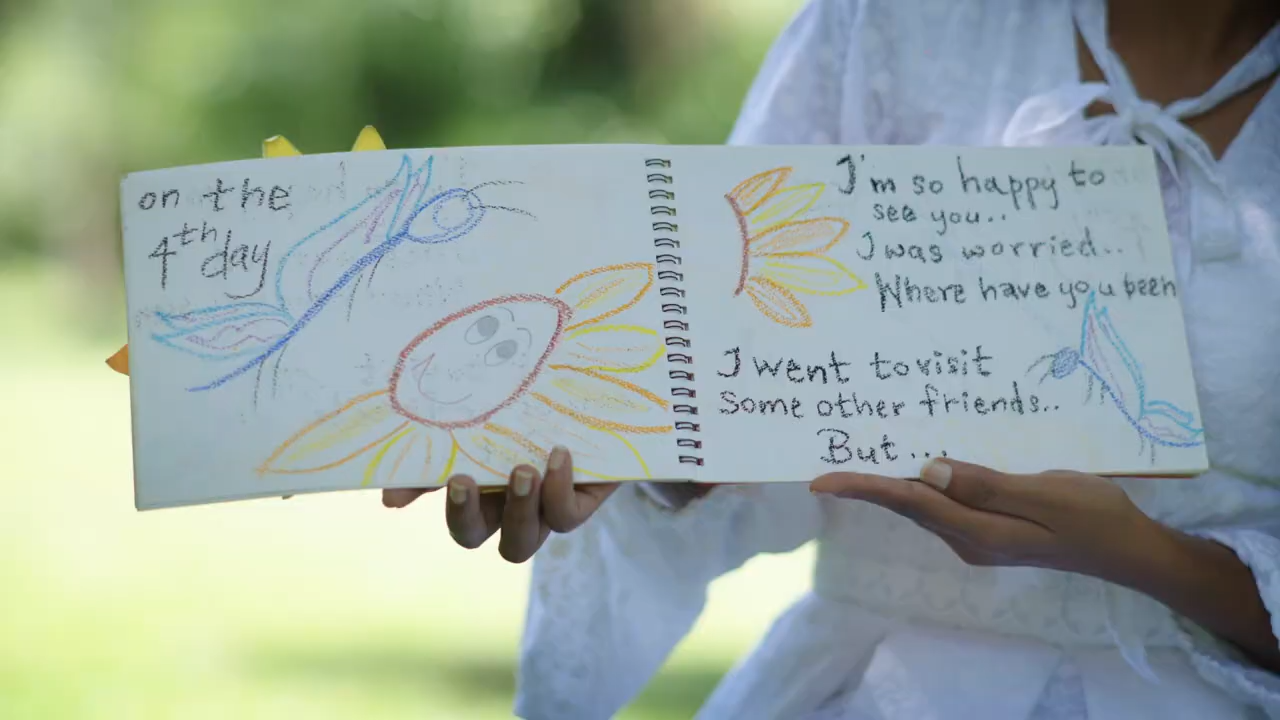 on the
4th day
I'm so happy to
see you..
I was worried..
Where have you been
I went to visit
Some other friends..
But...